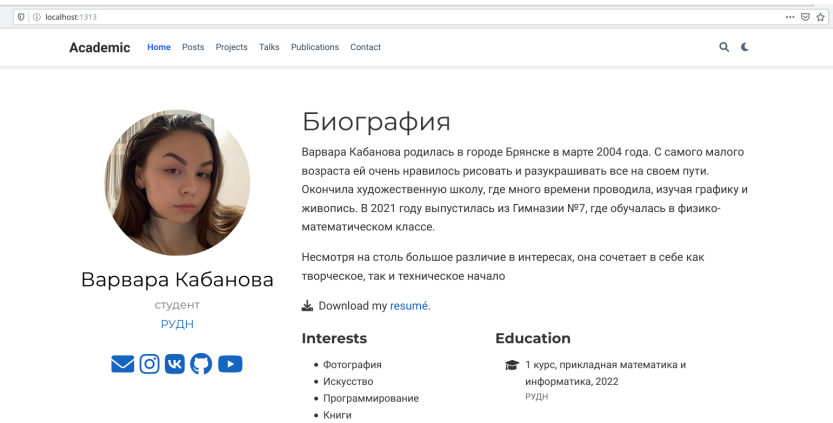 localhost:1313
Academic Home Posts Projects Talks Publications Contact
Биография
Варвара Кабанова родилась в городе Брянске в марте 2004 года. С самого малого
возраста ей очень нравилось рисовать и разукрашивать все на своем пути.
Окончила художественную школу, где много времени проводила, изучая графику и
живопись. В 2021 году выпустилась из Гимназии №7, где обучалась в физико-
математическом классе.
Несмотря на столь большое различие в интересах, она сочетает в себе как
творческое, так и техническое начало
Download my resumé.
Варвара Кабанова
студент
РУДН
Interests
Фотография
Искусство
Программирование
Книги
Education
1 курс, прикладная математика и
информатика, 2022
РУДН